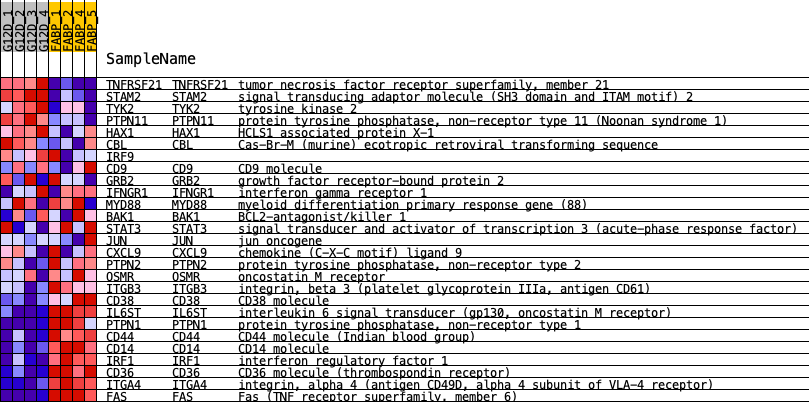 G12D_1
G12D_2
G12D_3
G12D_4
FABP_1
FABP_2
FABP_4
FABP_5
SampleName
TNFRSF21 TNFRSF21 tumor necrosis factor receptor superfamily, member 21
STAM2 STAM2 signal transducing adaptor molecule (SH3 domain and ITAM motif) 2
TYK2 TYK2 tyrosine kinase 2
PTPN11 PTPN11 protein tyrosine phosphatase, non-receptor type 11 (Noonan syndrome 1)
HAX1 HAX1 HCLS1 associated protein X-1
CBL CBL Cas-Br-M (murine) ecotropic retroviral transforming sequence
IRF9
CD9 CD9 CD9 molecule
GRB2 GRB2 growth factor receptor-bound protein 2
IFNGR1 IFNGR1 interferon gamma receptor 1
MYD88 MYD88 myeloid differentiation primary response gene (88)
BAK1 BAK1 BCL2-antagonist/killer 1
STAT3 STAT3 signal transducer and activator of transcription 3 (acute-phase response factor)
JUN JUN jun oncogene
CXCL9 CXCL9 chemokine (C-X-C motif) ligand 9
PTPN2 PTPN2 protein tyrosine phosphatase, non-receptor type 2
OSMR OSMR oncostatin M receptor
ITGB3 ITGB3 integrin, beta 3 (platelet glycoprotein IIIa, antigen CD61)
CD38 CD38 CD38 molecule
IL6ST IL6ST interleukin 6 signal transducer (gp130, oncostatin M receptor)
PTPN1 PTPN1 protein tyrosine phosphatase, non-receptor type 1
CD44 CD44 CD44 molecule (Indian blood group)
CD14 CD14 CD14 molecule
IRF1 IRF1 interferon regulatory factor 1
CD36 CD36 CD36 molecule (thrombospondin receptor)
ITGA4 ITGA4 integrin, alpha 4 (antigen CD49D, alpha 4 subunit of VLA-4 receptor)
FAS FAS Fas (TNF receptor superfamily, member 6)